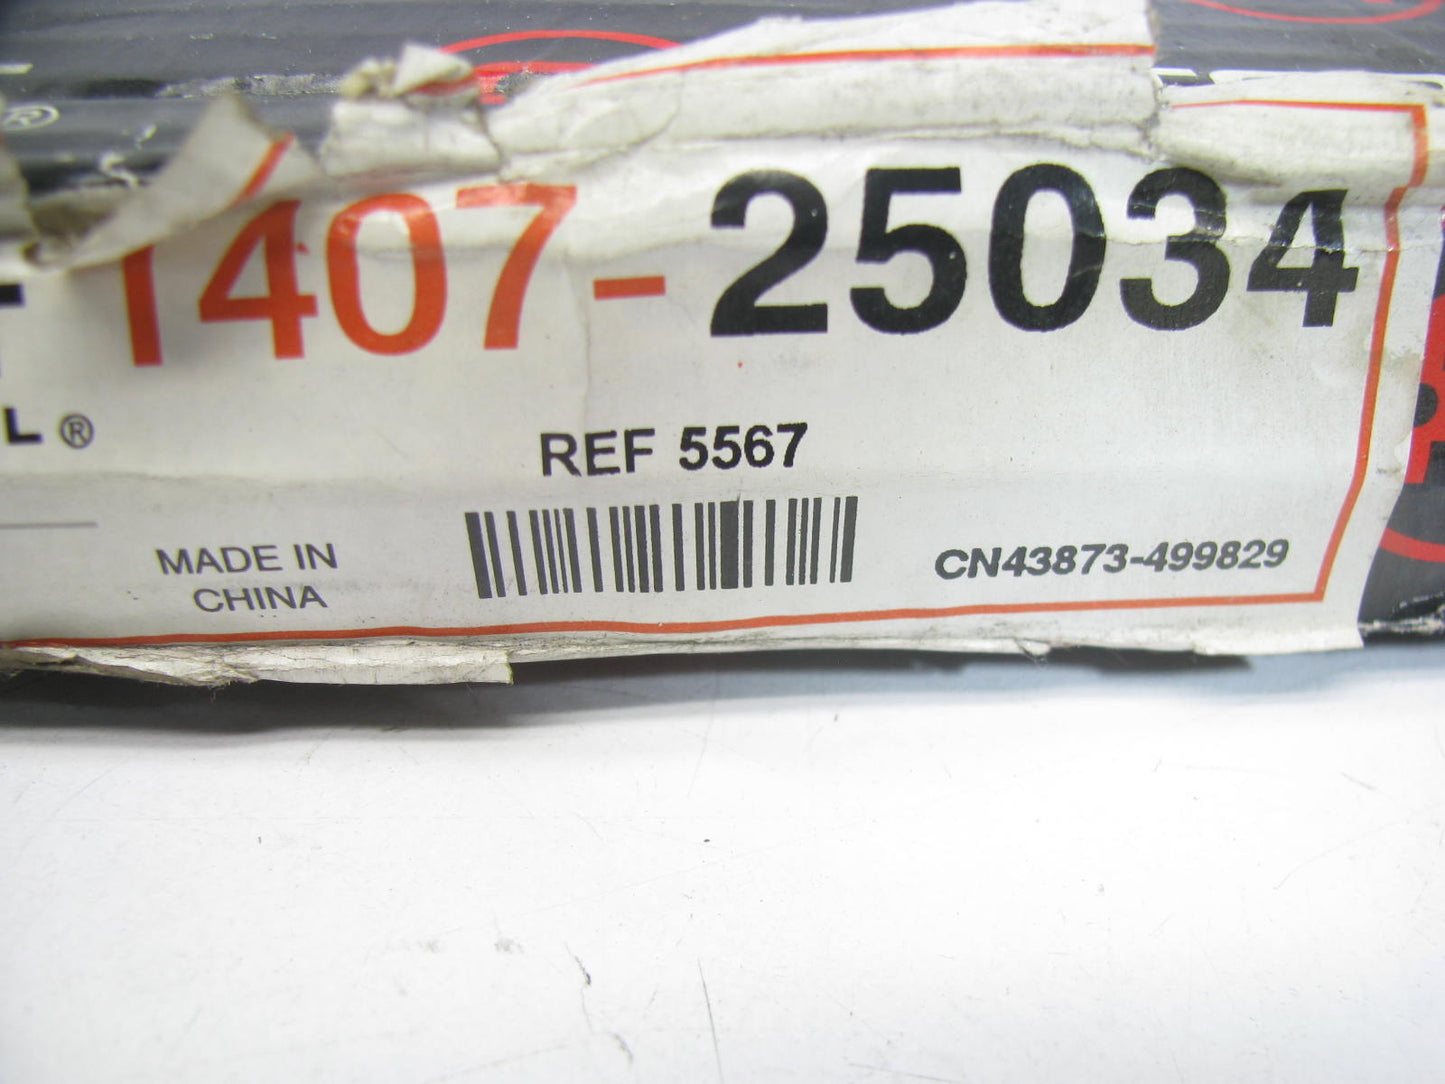 ®
1407-25034
L®
REF 5567
MADE IN
CHINA
CN43873-499829